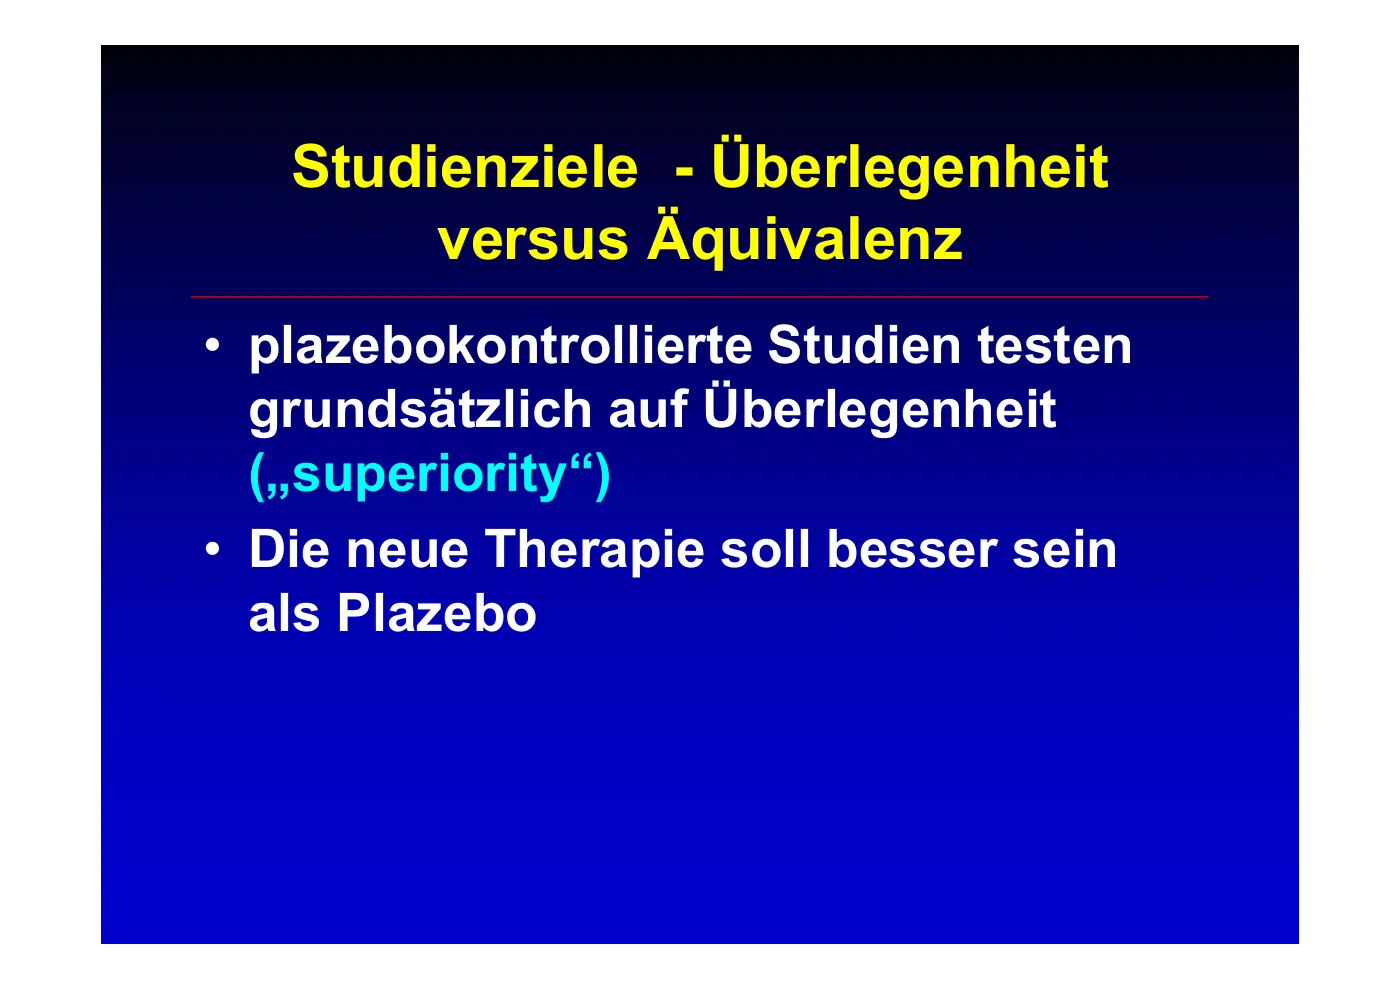 Studienziele - Überlegenheit
versus Äquivalenz
• plazebokontrollierte Studien testen
grundsätzlich auf Überlegenheit
(„superiority“)
• Die neue Therapie soll besser sein
als Plazebo